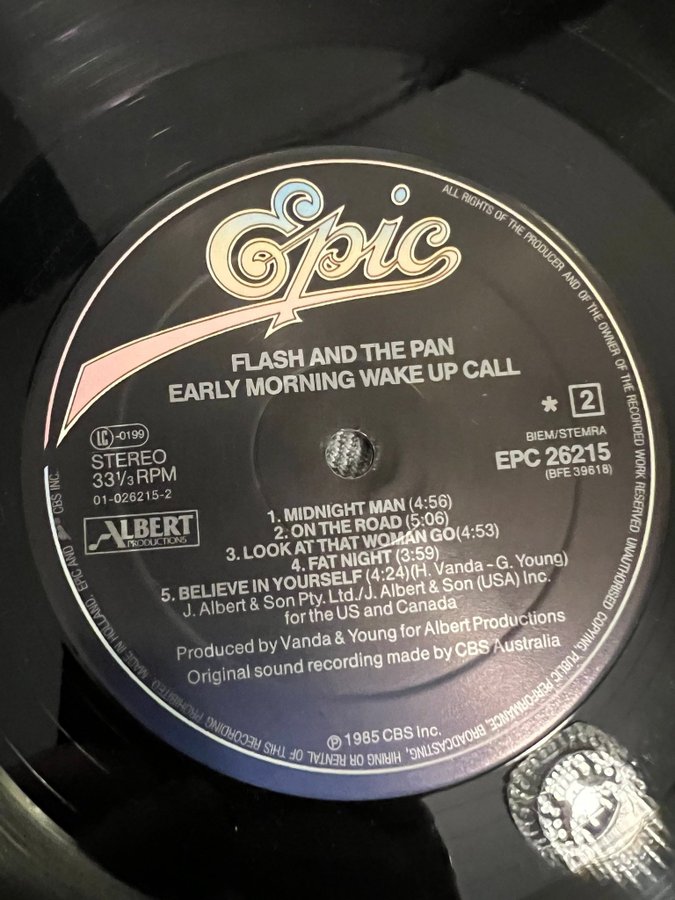 Epic
FLASH AND THE PAN
EARLY MORNING WAKE UP CALL
* 2
BIEM/STEMRA
EPC 26215
(BFE 39618)
LC -0199
STEREO
33 1/3 RPM
01-026215-2
ALBERT
PRODUCTIONS
1. MIDNIGHT MAN (4:56)
2. ON THE ROAD (5:06)
3. LOOK AT THAT WOMAN GO (4:53)
4. FAT NIGHT (3:59)
5. BELIEVE IN YOURSELF (4:24) (H. Vanda - G. Young)
J. Albert & Son Pty. Ltd./J. Albert & Son (USA) Inc.
for the US and Canada
Produced by Vanda & Young for Albert Productions
Original sound recording made by CBS Australia
℗ 1985 CBS Inc.
ALL RIGHTS OF THE PRODUCER AND OF THE OWNER OF THE RECORDED WORK RESERVED. UNAUTHORISED COPYING, PUBLIC PERFORMANCE, BROADCASTING, HIRING OR RENTAL OF THIS RECORDING PROHIBITED. MADE IN HOLLAND. EPIC AND CBS INC.